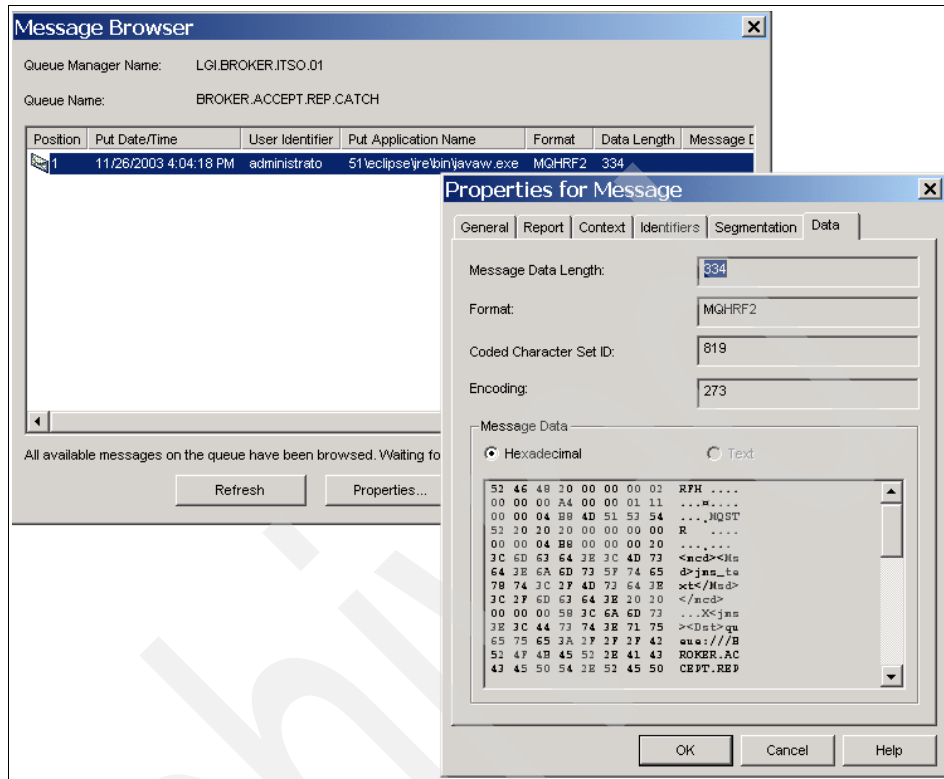 Message Browser
Queue Manager Name: LGI.BROKER.ITSO.01
Queue Name: BROKER.ACCEPT.REP.CATCH
Position Put Date/Time User Identifier Put Application Name Format Data Length Message D
1 11/26/2003 4:04:18 PM administrato 51\eclipse\jre\bin\javaw.exe MQHRF2 334
All available messages on the queue have been browsed. Waiting fo
Refresh Properties...
Properties for Message
General Report Context Identifiers Segmentation Data
Message Data Length: 334
Format: MQHRF2
Coded Character Set ID: 819
Encoding: 273
Message Data
Hexadecimal Text
52 46 48 20 00 00 00 02 RFH ....
00 00 00 A4 00 00 01 11 ...¤....
00 00 04 B8 4D 51 53 54 ...¸MQST
52 20 20 20 00 00 00 00 R ....
00 00 04 B8 00 00 00 20 ...¸...
3C 6D 63 64 3E 3C 4D 73 <mcd><Ms
64 3E 6A 6D 73 5F 74 65 d>jms_te
78 74 3C 2F 4D 73 64 3E xt</Msd>
3C 2F 6D 63 64 3E 20 20 </mcd>
00 00 00 58 3C 6A 6D 73 ...X<jms
3E 3C 44 73 74 3E 71 75 ><Dst>qu
65 75 65 3A 2F 2F 2F 42 eue:///B
52 4F 4B 45 52 2E 41 43 ROKER.AC
43 45 50 54 2E 52 45 50 CEPT.REP
OK Cancel Help